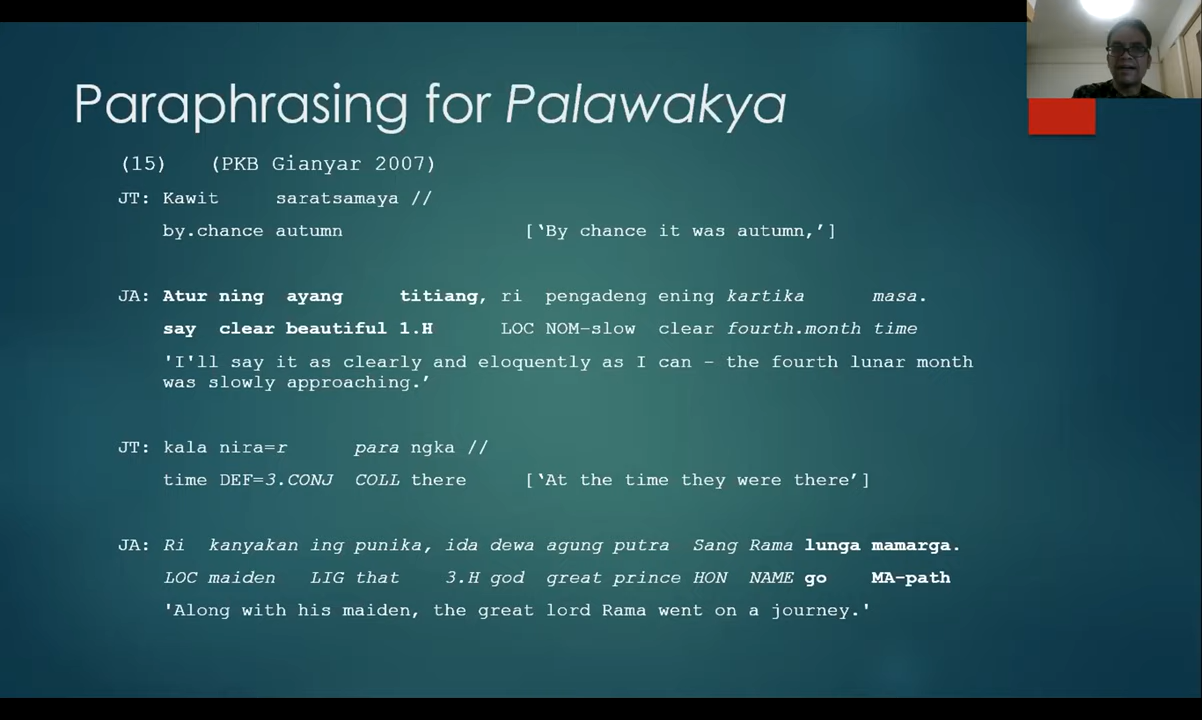 Paraphrasing for Palawakya
(15) (PKB Gianyar 2007)
JT: Kawit saratsamaya //
by.chance autumn [‘By chance it was autumn,’]
JA: Atur ning ayang titiang, ri pengadeng ening kartika masa.
say clear beautiful 1.H LOC NOM-slow clear fourth.month time
'I'll say it as clearly and eloquently as I can – the fourth lunar month
was slowly approaching.’
JT: kala nira=r para ngka //
time DEF=3.CONJ COLL there [‘At the time they were there’]
JA: Ri kanyakan ing punika, ida dewa agung putra Sang Rama lunga mamarga.
LOC maiden LIG that 3.H god great prince HON NAME go MA-path
'Along with his maiden, the great lord Rama went on a journey.'